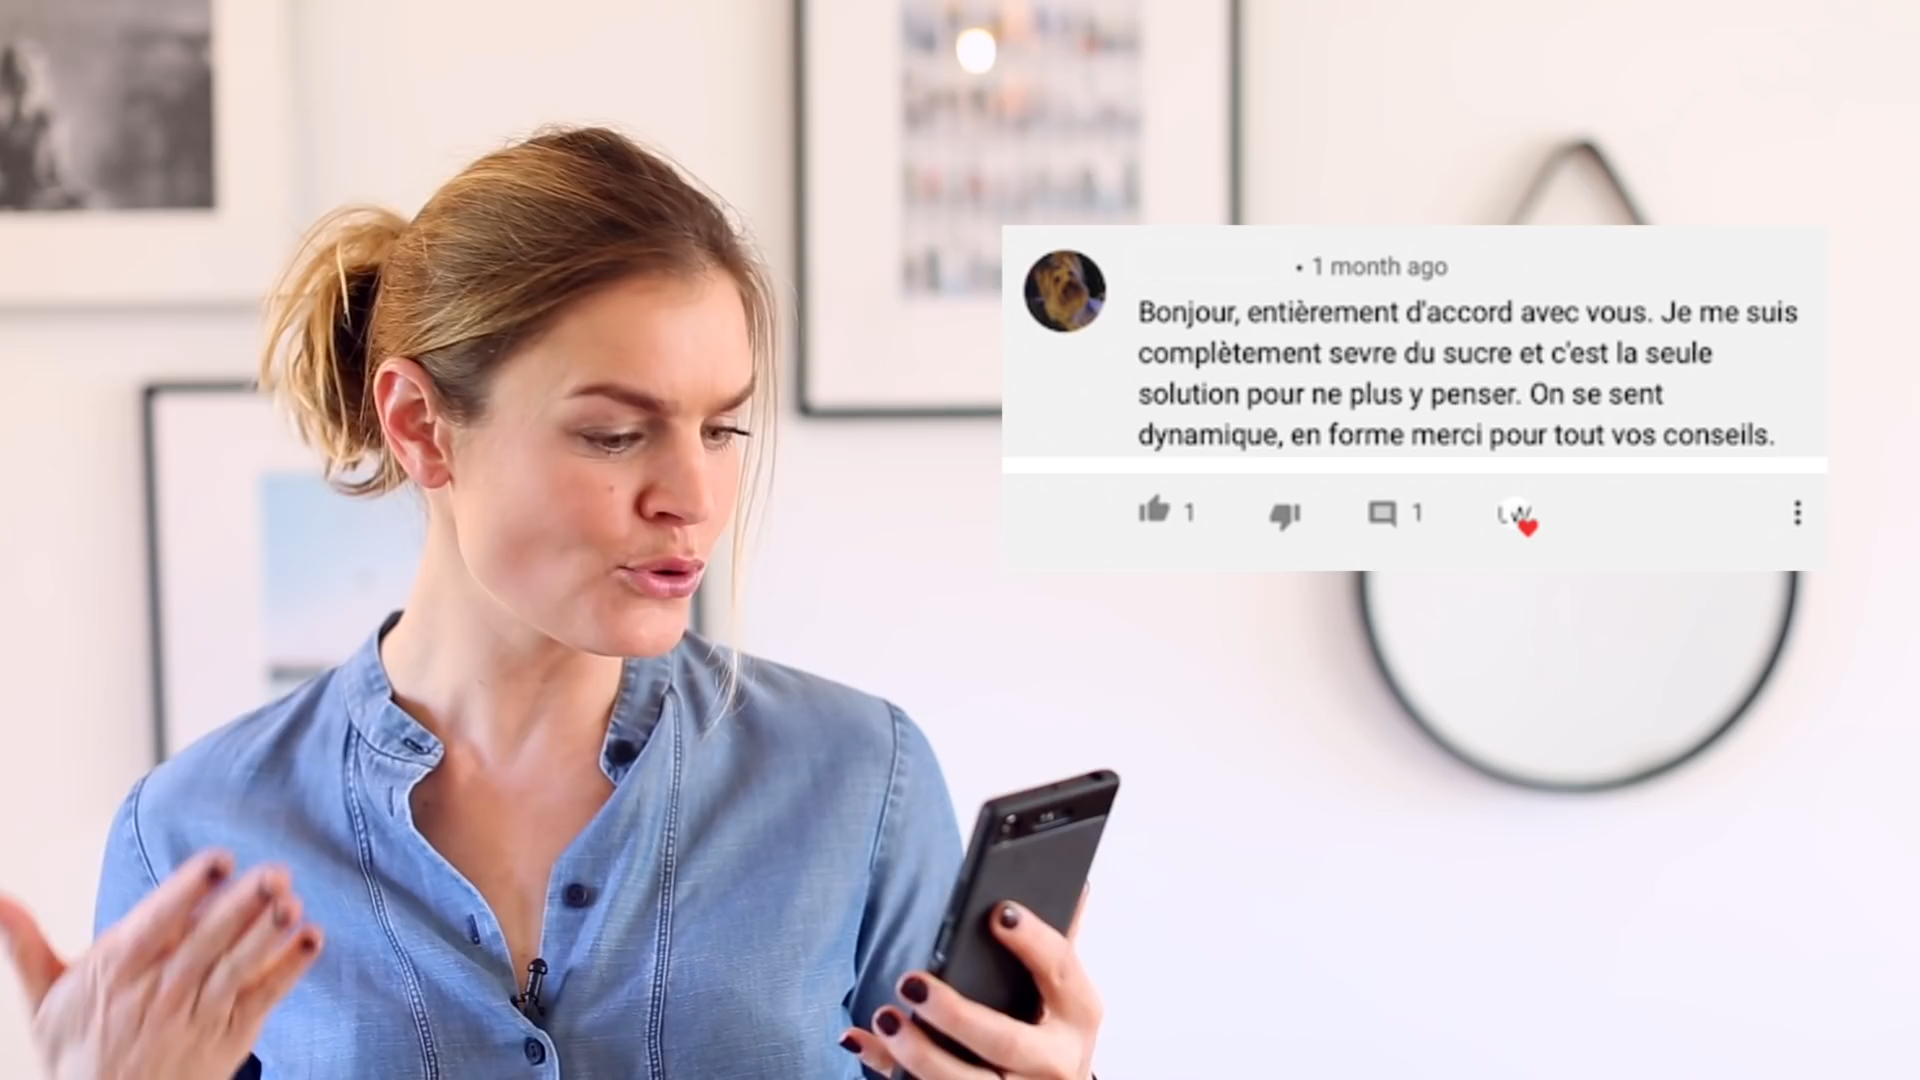 • 1 month ago
Bonjour, entièrement d'accord avec vous. Je me suis
complètement sevre du sucre et c'est la seule
solution pour ne plus y penser. On se sent
dynamique, en forme merci pour tout vos conseils.
1 1